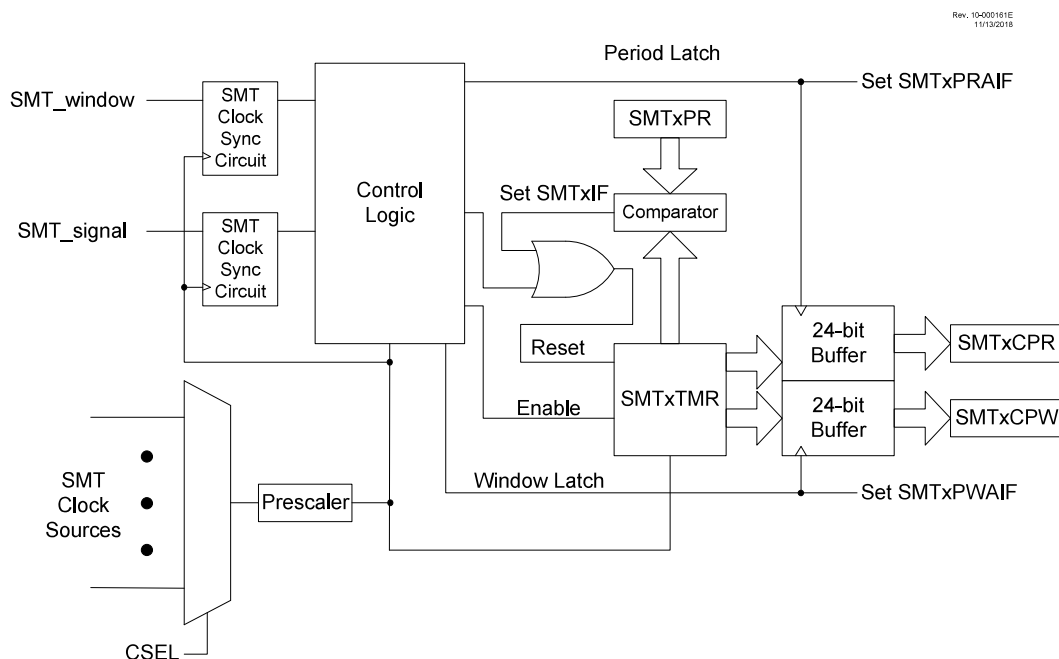 Rev. 10-000161E
11/13/2018
Period Latch
SMT_window
SMT
Clock
Sync
Circuit
Set SMTxPRAIF
SMTxPR
Control
Logic
Set SMTxIF
Comparator
SMT_signal
SMT
Clock
Sync
Circuit
Reset
SMTxTMR
24-bit
Buffer
SMTxCPR
Enable
24-bit
Buffer
SMTxCPW
SMT
Clock
Sources
Prescaler
Window Latch
Set SMTxPWAIF
CSEL